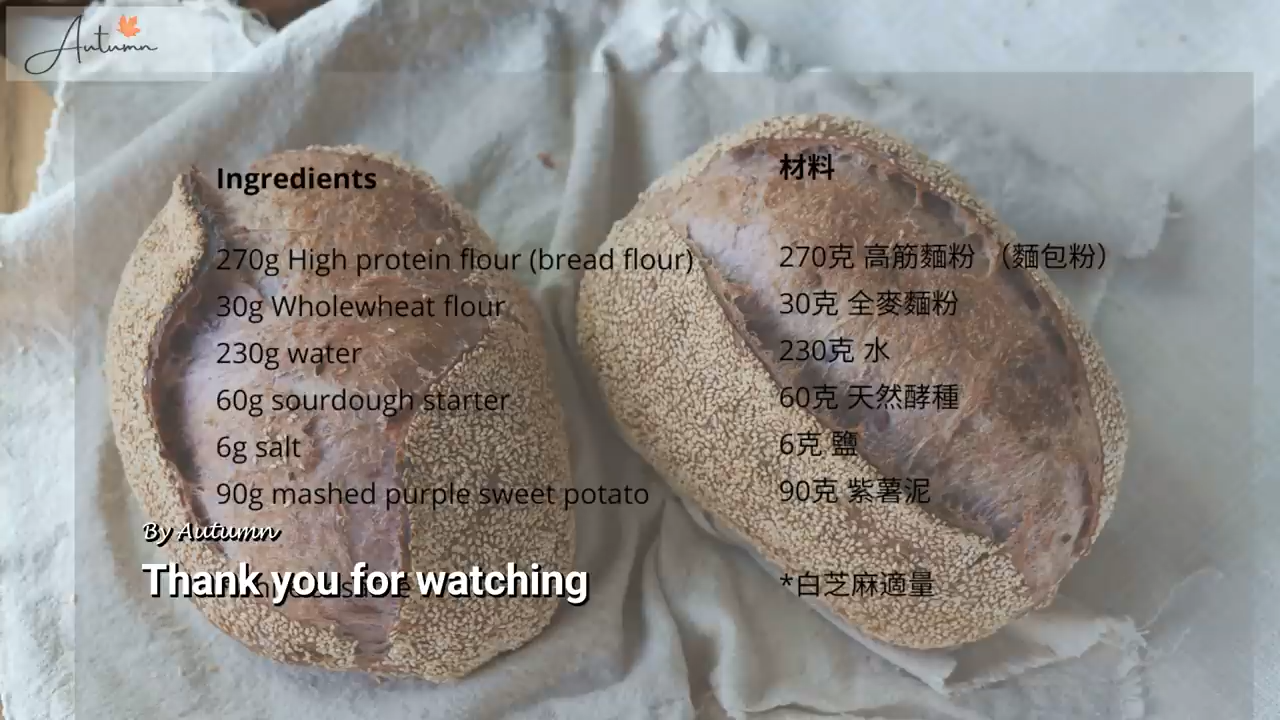 Autumn
Ingredients
270g High protein flour (bread flour)
30g Wholewheat flour
230g water
60g sourdough starter
6g salt
90g mashed purple sweet potato
By Autumn
Thank you for watching
材料
270克 高筋麵粉 （麵包粉）
30克 全麥麵粉
230克 水
60克 天然酵種
6克 鹽
90克 紫薯泥
*白芝麻適量